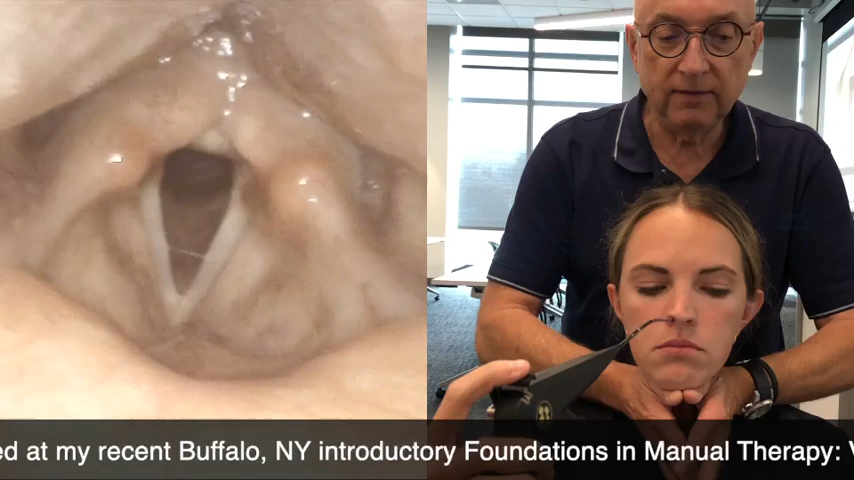 ed at my recent Buffalo, NY introductory Foundations in Manual Therapy: V